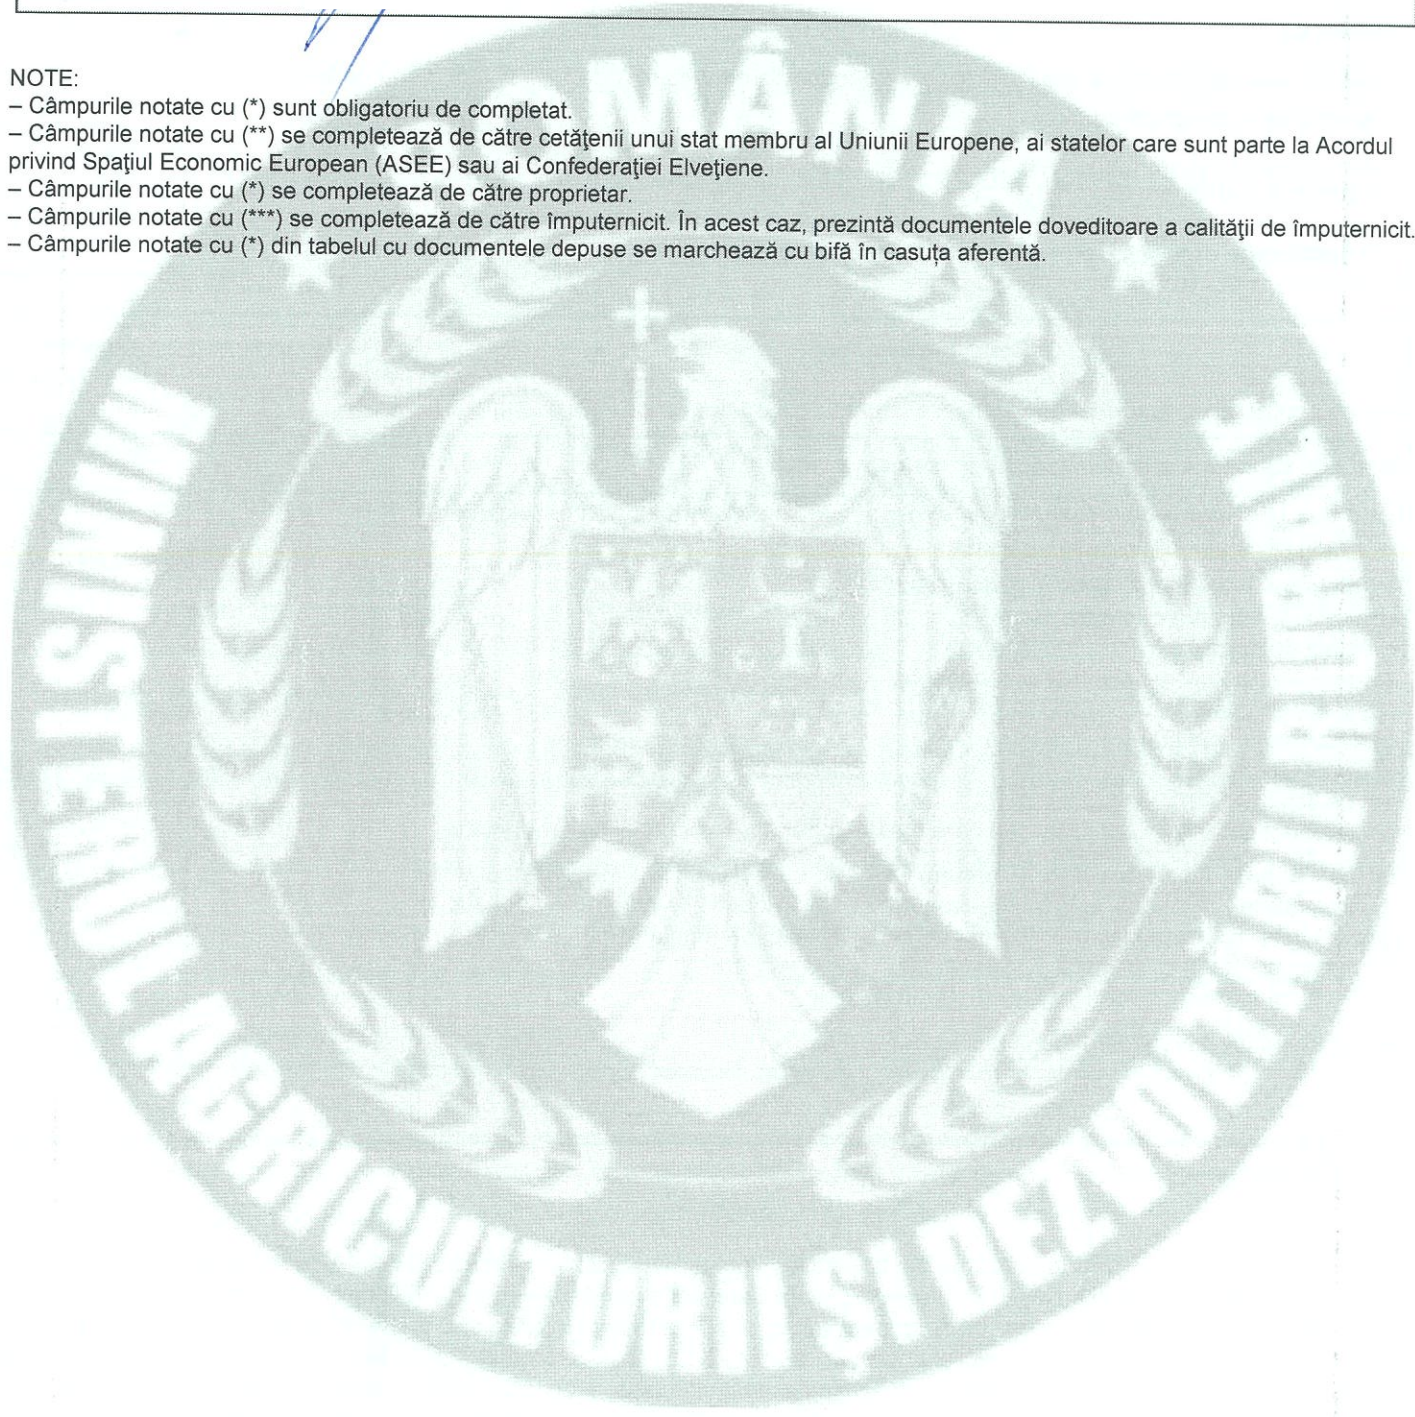 NOTE:
– Câmpurile notate cu (*) sunt obligatoriu de completat.
– Câmpurile notate cu (**) se completează de către cetăţenii unui stat membru al Uniunii Europene, ai statelor care sunt parte la Acordul
privind Spaţiul Economic European (ASEE) sau ai Confederaţiei Elveţiene.
– Câmpurile notate cu (*) se completează de către proprietar.
– Câmpurile notate cu (***) se completează de către împuternicit. În acest caz, prezintă documentele doveditoare a calităţii de împuternicit.
– Câmpurile notate cu (*) din tabelul cu documentele depuse se marchează cu bifă în casuța aferentă.
ROMÂNIA
MINISTERUL AGRICULTURII ŞI DEZVOLTĂRII RURALE